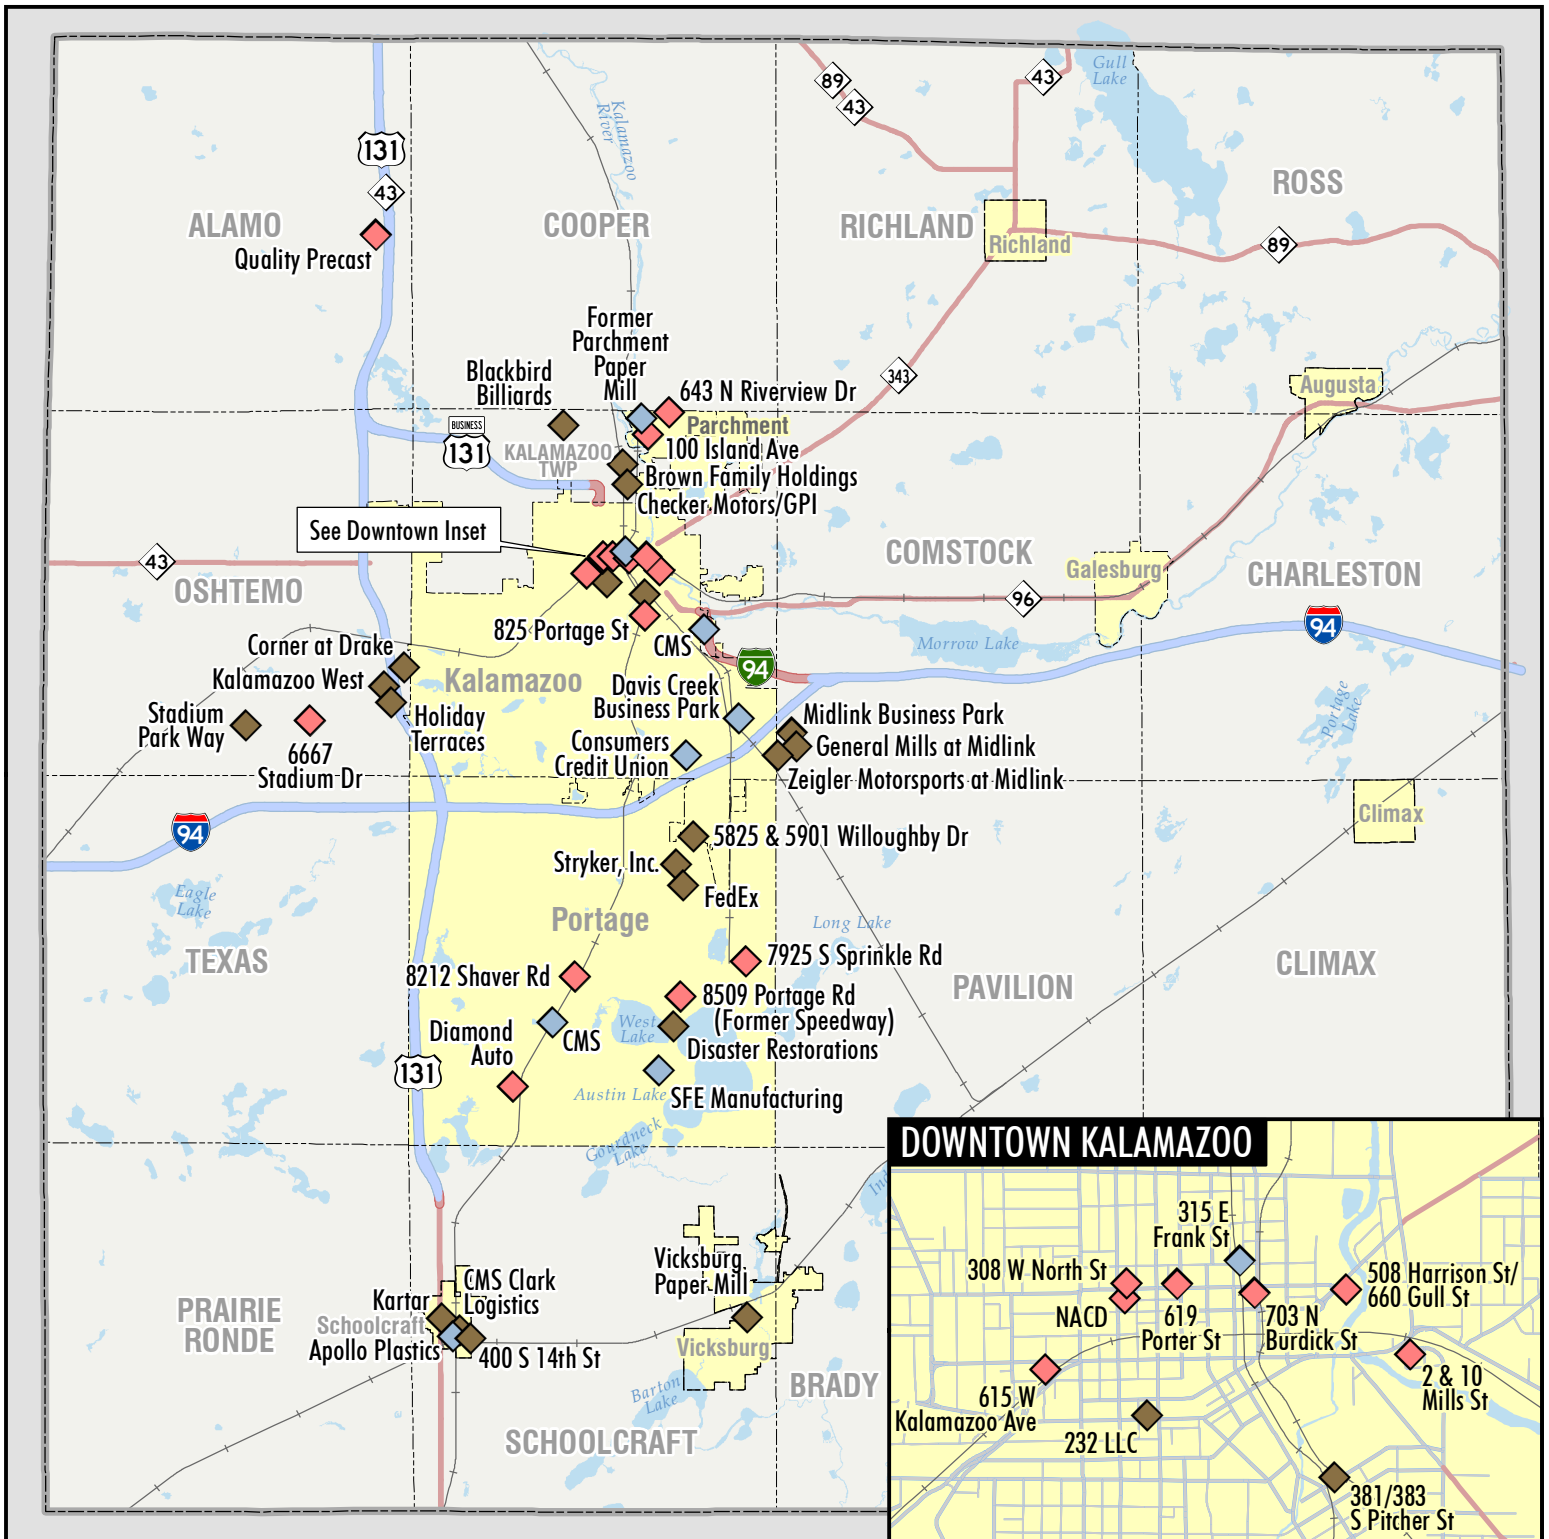 Gull
Lake
89
43
43
Kalamazoo
River
131
43
ROSS
ALAMO
COOPER
RICHLAND
Richland
89
Quality Precast
Former
Parchment
Paper
Mill
Blackbird
Billiards
643 N Riverview Dr
343
Augusta
BUSINESS
131
Parchment
KALAMAZOO
TWP
100 Island Ave
Brown Family Holdings
Checker Motors/GPI
See Downtown Inset
43
OSHTEMO
COMSTOCK
Galesburg
CHARLESTON
96
94
825 Portage St
CMS
Morrow Lake
94
Corner at Drake
Kalamazoo West
Kalamazoo
Davis Creek
Business Park
Portage
Lake
Stadium
Park Way
6667
Stadium Dr
Holiday
Terraces
Consumers
Credit Union
Midlink Business Park
General Mills at Midlink
Zeigler Motorsports at Midlink
94
Climax
5825 & 5901 Willoughby Dr
Stryker, Inc.
FedEx
Eagle
Lake
Portage
Long Lake
TEXAS
7925 S Sprinkle Rd
CLIMAX
8212 Shaver Rd
PAVILION
8509 Portage Rd
(Former Speedway)
West
Lake
Diamond
Auto
CMS
Disaster Restorations
131
Austin Lake
SFE Manufacturing
Gourdneck
Lake
Ind
Vicksburg
Paper Mill
CMS Clark
Logistics
Kartar
PRAIRIE
RONDE
Schoolcraft
Apollo Plastics
400 S 14th St
Vicksburg
Barton
Lake
BRADY
SCHOOLCRAFT
DOWNTOWN KALAMAZOO
315 E
Frank St
308 W North St
NACD
619
Porter St
703 N
Burdick St
508 Harrison St/
660 Gull St
2 & 10
Mills St
615 W
Kalamazoo Ave
232 LLC
381/383
S Pitcher St